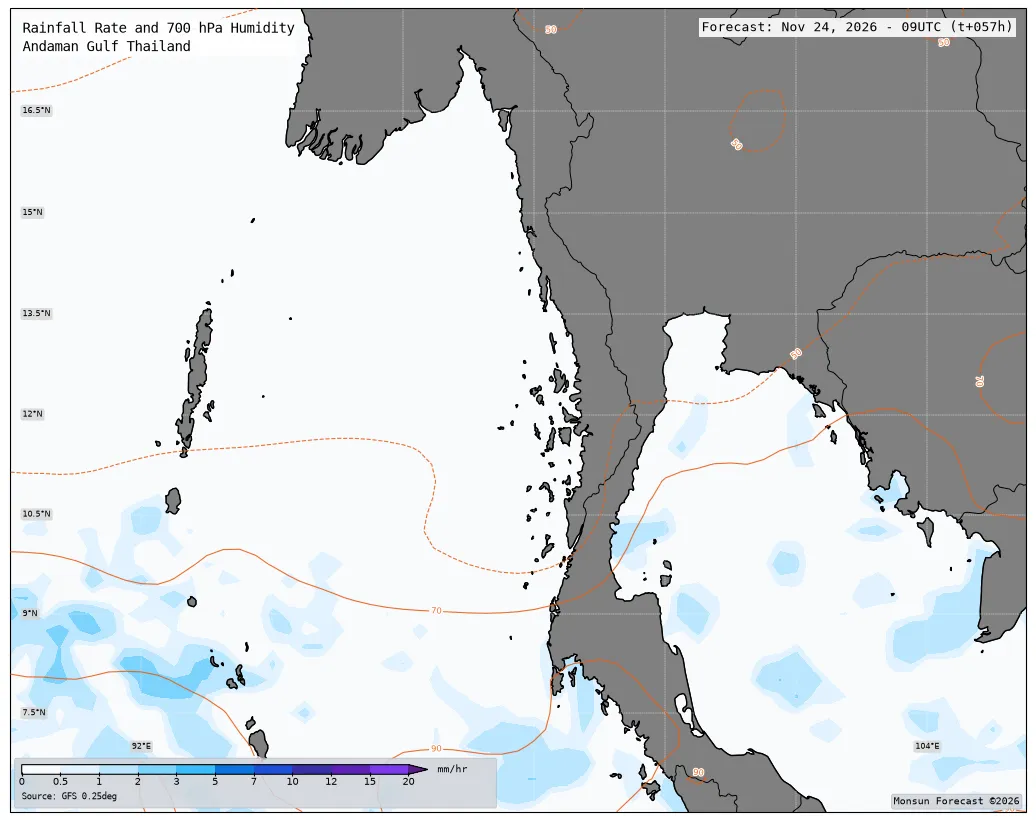 Rainfall Rate and 700 hPa Humidity
Andaman Gulf Thailand
Forecast: Nov 24, 2026 - 09UTC (t+057h)
50
50
16.5°N
50
15°N
13.5°N
50
70
12°N
10.5°N
9°N
70
7.5°N
92°E
90
104°E
90
mm/hr
0 0.5 1 2 3 5 7 10 12 15 20
Source: GFS 0.25deg
Monsun Forecast ©2026